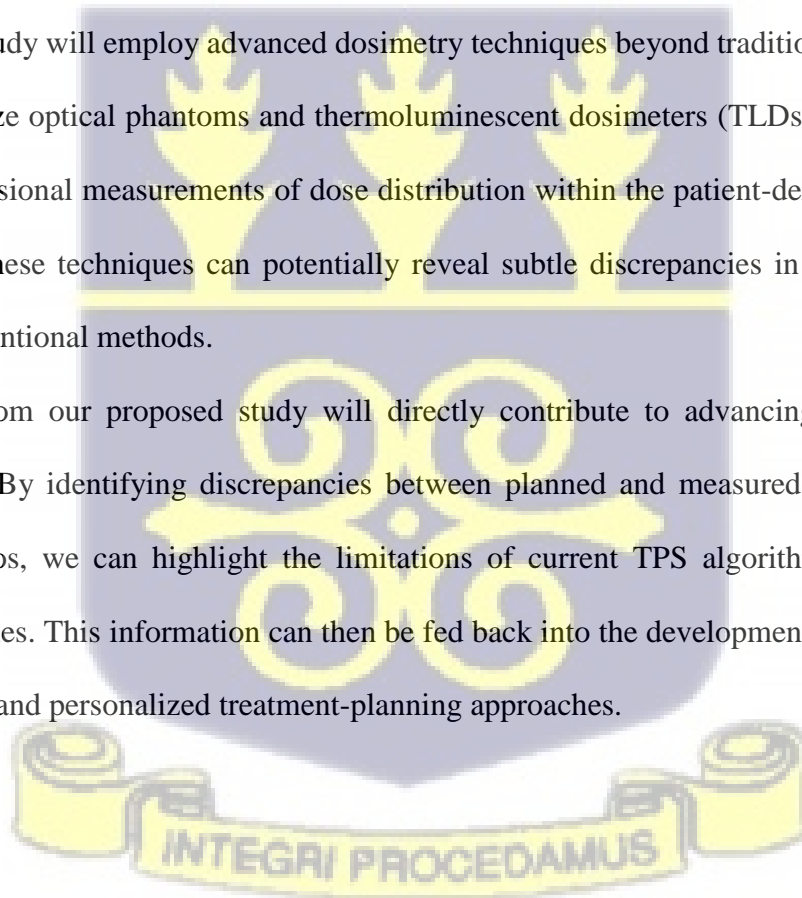 udy will employ advanced dosimetry techniques beyond traditio
ze optical phantoms and thermoluminescent dosimeters (TLDs
sional measurements of dose distribution within the patient-de
hese techniques can potentially reveal subtle discrepancies in
entional methods.
om our proposed study will directly contribute to advancing
By identifying discrepancies between planned and measured
ps, we can highlight the limitations of current TPS algorith
es. This information can then be fed back into the developmen
and personalized treatment-planning approaches.
INTEGRI PROCEDAMUS